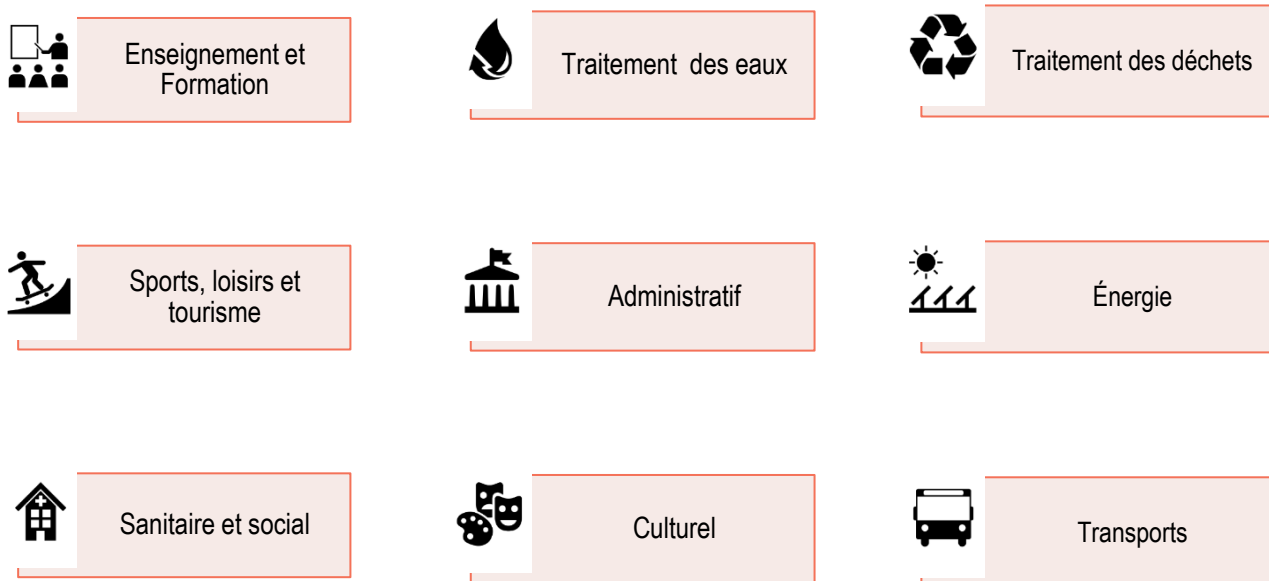 Enseignement et
Formation
Traitement des eaux
Traitement des déchets
Sports, loisirs et
tourisme
Administratif
Énergie
Sanitaire et social
Culturel
Transports